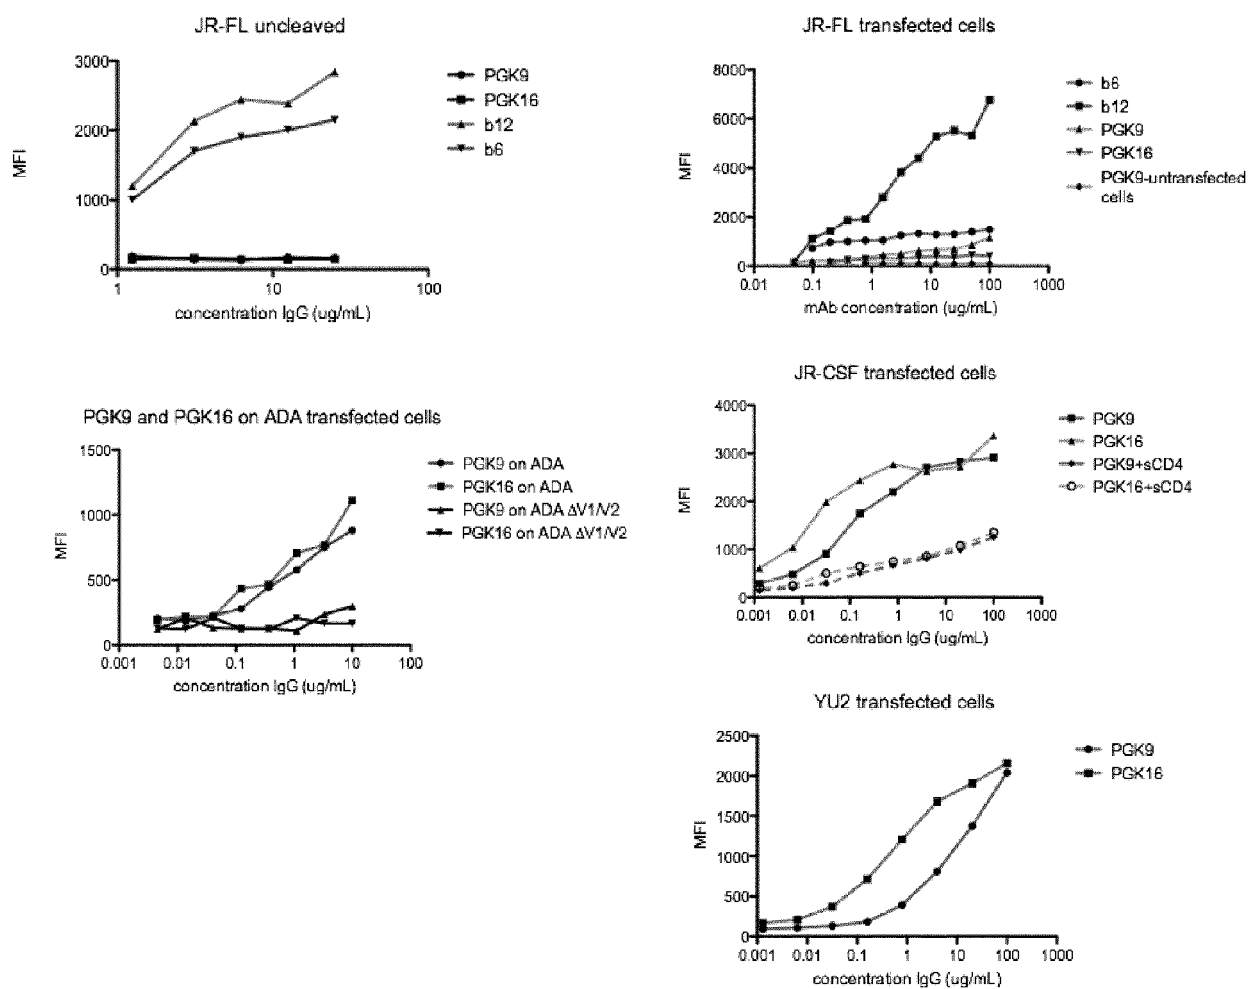 JR-FL uncleaved
3000
2000
1000
0
1
10
100
MFI
concentration IgG (ug/mL)
PGK9
PGK16
b12
b6
JR-FL transfected cells
8000
6000
4000
2000
0
0.01
0.1
1
10
100
1000
MFI
mAb concentration (ug/mL)
b6
b12
PGK9
PGK16
PGK9-untransfected
cells
PGK9 and PGK16 on ADA transfected cells
1500
1000
500
0
0.001
0.01
0.1
1
10
100
MFI
concentration IgG (ug/mL)
PGK9 on ADA
PGK16 on ADA
PGK9 on ADA ΔV1/V2
PGK16 on ADA ΔV1/V2
JR-CSF transfected cells
4000
3000
2000
1000
0
0.001
0.01
0.1
1
10
100
1000
MFI
concentration IgG (ug/mL)
PGK9
PGK16
PGK9+sCD4
PGK16+sCD4
YU2 transfected cells
2500
2000
1500
1000
500
0
0.001
0.01
0.1
1
10
100
1000
MFI
concentration IgG (ug/mL)
PGK9
PGK16